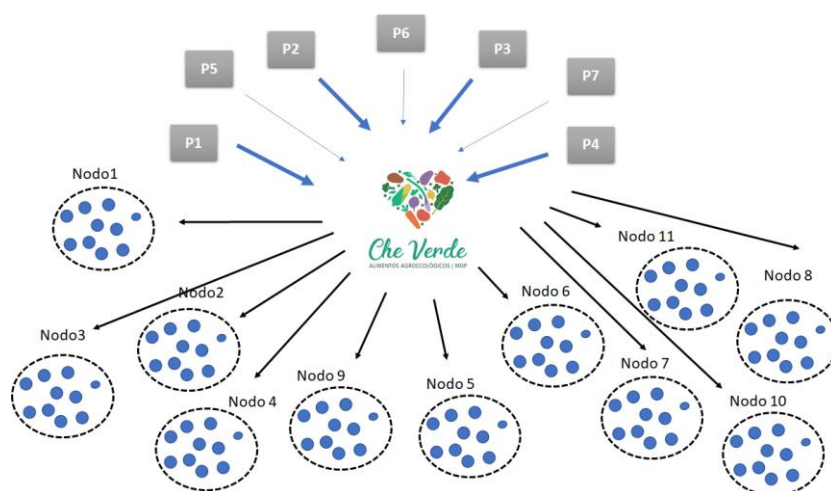 P6
P2
P3
P5
P7
P1
P4
Nodo1
Che Verde
ALIMENTOS AGROECOLÓGICOS | MDP
Nodo 11
Nodo 8
Nodo2
Nodo 6
Nodo3
Nodo 9
Nodo 5
Nodo 7
Nodo 4
Nodo 10